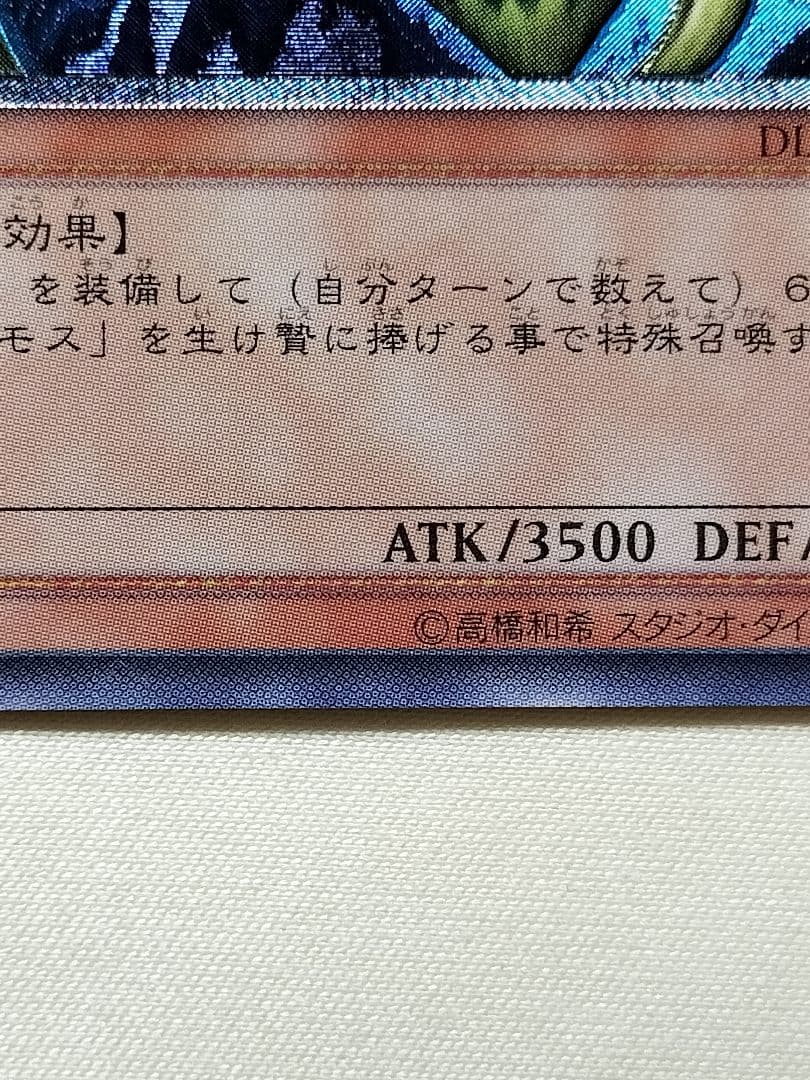 DI
効果】
を装備して（自分ターンで数えて）6
モス」を生け贄に捧げる事で特殊召喚す
ATK/3500 DEF/
©高橋和希 スタジオ・ダイ